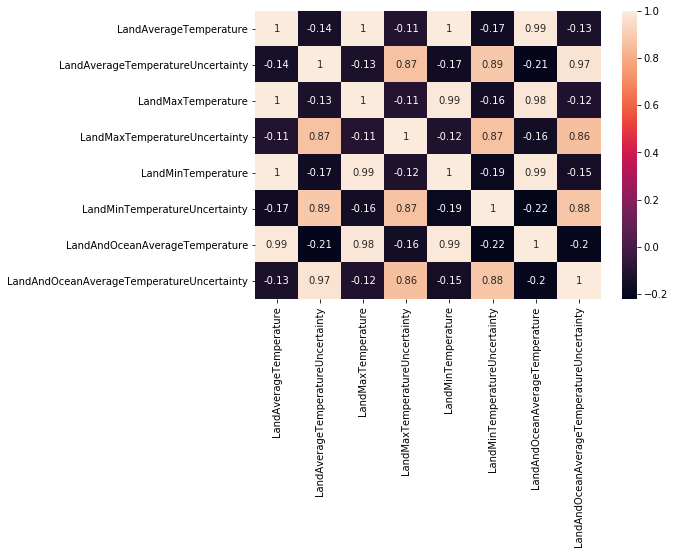 LandAverageTemperature 1 -0.14 1 -0.11 1 -0.17 0.99 -0.13
LandAverageTemperatureUncertainty -0.14 1 -0.13 0.87 -0.17 0.89 -0.21 0.97
LandMaxTemperature 1 -0.13 1 -0.11 0.99 -0.16 0.98 -0.12
LandMaxTemperatureUncertainty -0.11 0.87 -0.11 1 -0.12 0.87 -0.16 0.86
LandMinTemperature 1 -0.17 0.99 -0.12 1 -0.19 0.99 -0.15
LandMinTemperatureUncertainty -0.17 0.89 -0.16 0.87 -0.19 1 -0.22 0.88
LandAndOceanAverageTemperature 0.99 -0.21 0.98 -0.16 0.99 -0.22 1 -0.2
LandAndOceanAverageTemperatureUncertainty -0.13 0.97 -0.12 0.86 -0.15 0.88 -0.2 1
LandAverageTemperature
LandAverageTemperatureUncertainty
LandMaxTemperature
LandMaxTemperatureUncertainty
LandMinTemperature
LandMinTemperatureUncertainty
LandAndOceanAverageTemperature
LandAndOceanAverageTemperatureUncertainty
1.0
0.8
0.6
0.4
0.2
0.0
−0.2